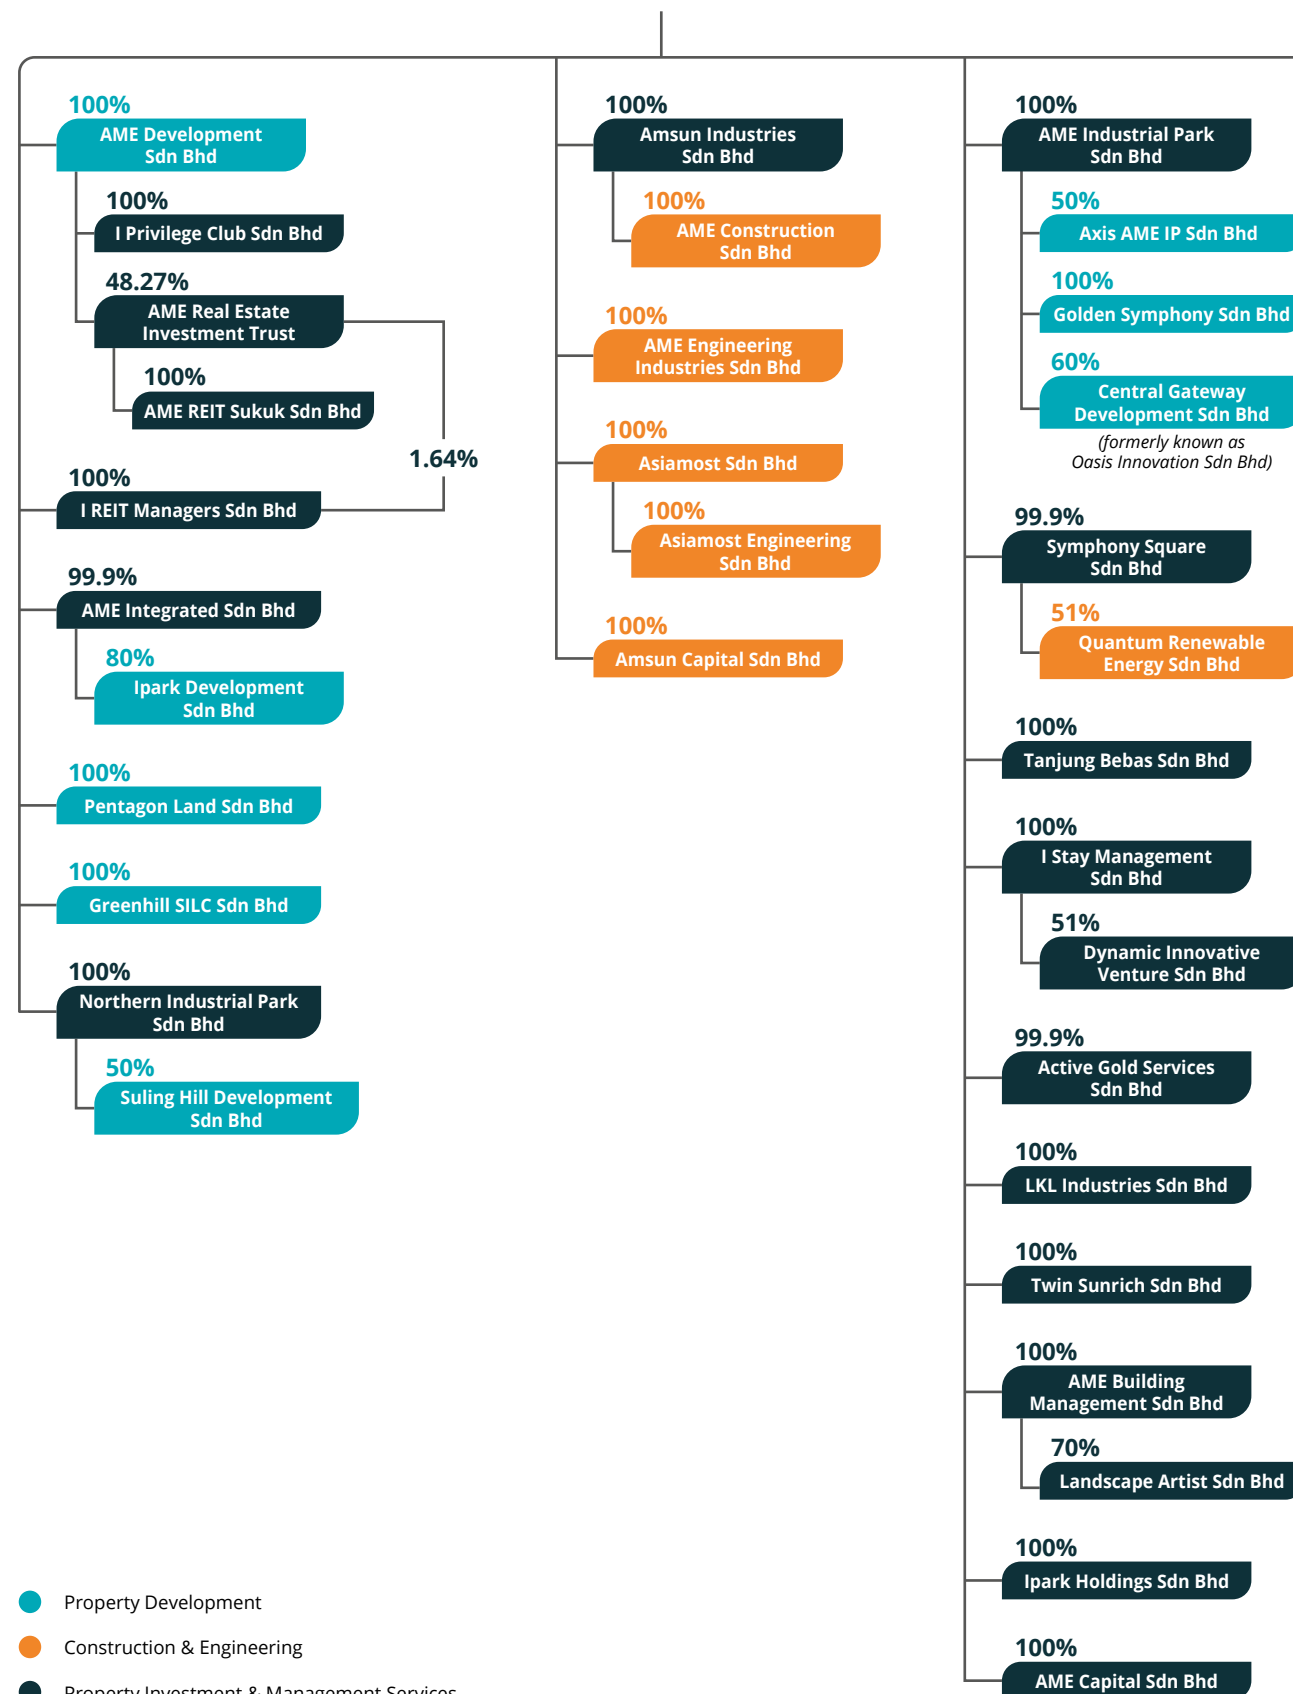 100%
AME Development
Sdn Bhd
100%
I Privilege Club Sdn Bhd
48.27%
AME Real Estate
Investment Trust
100%
AME REIT Sukuk Sdn Bhd
1.64%
100%
I REIT Managers Sdn Bhd
99.9%
AME Integrated Sdn Bhd
80%
Ipark Development
Sdn Bhd
100%
Pentagon Land Sdn Bhd
100%
Greenhill SILC Sdn Bhd
100%
Northern Industrial Park
Sdn Bhd
50%
Suling Hill Development
Sdn Bhd
100%
Amsun Industries
Sdn Bhd
100%
AME Construction
Sdn Bhd
100%
AME Engineering
Industries Sdn Bhd
100%
Asiamost Sdn Bhd
100%
Asiamost Engineering
Sdn Bhd
100%
Amsun Capital Sdn Bhd
100%
AME Industrial Park
Sdn Bhd
50%
Axis AME IP Sdn Bhd
100%
Golden Symphony Sdn Bhd
60%
Central Gateway
Development Sdn Bhd
(formerly known as
Oasis Innovation Sdn Bhd)
99.9%
Symphony Square
Sdn Bhd
51%
Quantum Renewable
Energy Sdn Bhd
100%
Tanjung Bebas Sdn Bhd
100%
I Stay Management
Sdn Bhd
51%
Dynamic Innovative
Venture Sdn Bhd
99.9%
Active Gold Services
Sdn Bhd
100%
LKL Industries Sdn Bhd
100%
Twin Sunrich Sdn Bhd
100%
AME Building
Management Sdn Bhd
70%
Landscape Artist Sdn Bhd
100%
Ipark Holdings Sdn Bhd
100%
AME Capital Sdn Bhd
Property Development
Construction & Engineering
Property Investment & Management Services